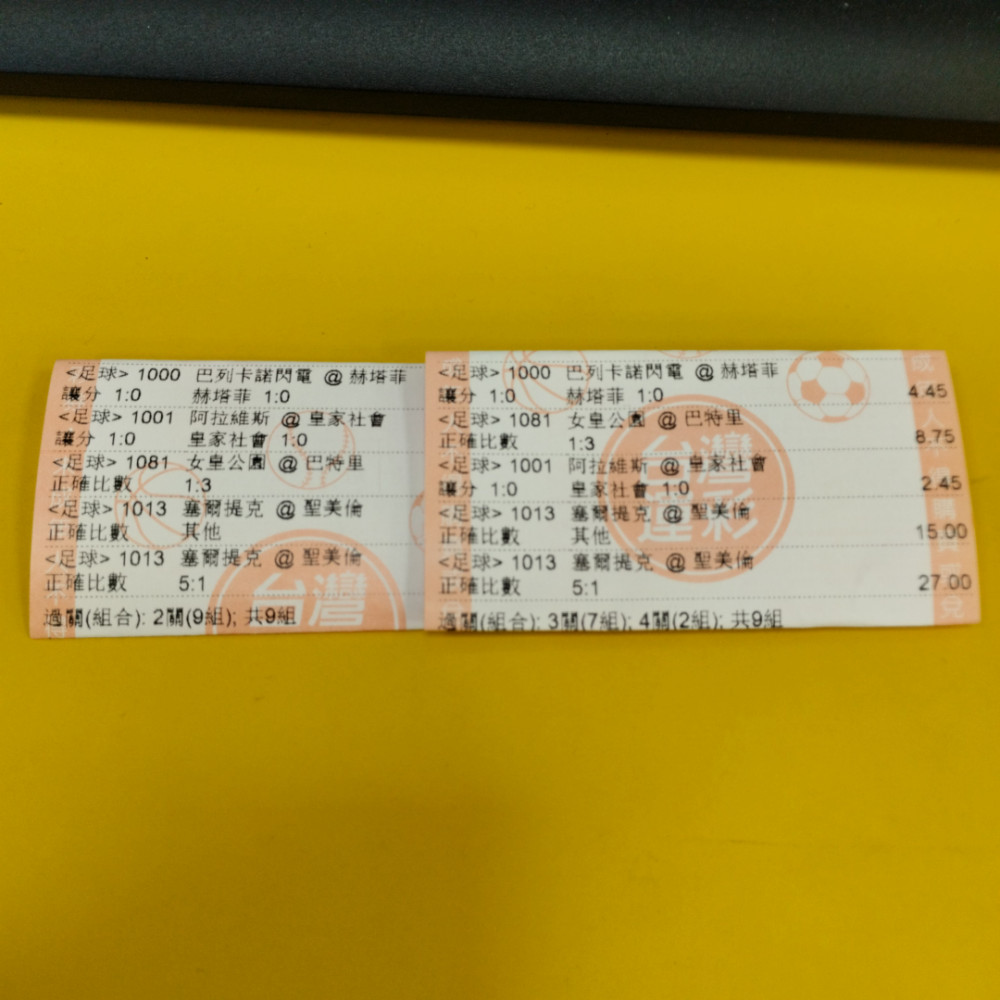 <足球> 1000 巴列卡諾閃電 @ 赫塔菲
讓分 1:0 赫塔菲 1:0
<足球> 1001 阿拉維斯 @ 皇家社會
讓分 1:0 皇家社會 1:0
<足球> 1081 女皇公園 @ 巴特里
正確比數 1:3
<足球> 1013 塞爾提克 @ 聖美倫
正確比數 其他
<足球> 1013 塞爾提克 @ 聖美倫
正確比數 5:1
過關(組合): 2關(9組); 共9組
台灣
<足球> 1000 巴列卡諾閃電 @ 赫塔菲
讓分 1:0 赫塔菲 1:0 4.45
<足球> 1081 女皇公園 @ 巴特里
正確比數 1:3 8.75
<足球> 1001 阿拉維斯 @ 皇家社會
讓分 1:0 皇家社會 1:0 2.45
<足球> 1013 塞爾提克 @ 聖美倫
正確比數 其他 15.00
<足球> 1013 塞爾提克 @ 聖美倫
正確比數 5:1 27.00
過關(組合): 3關(7組); 4關(2組); 共9組
台灣
運彩